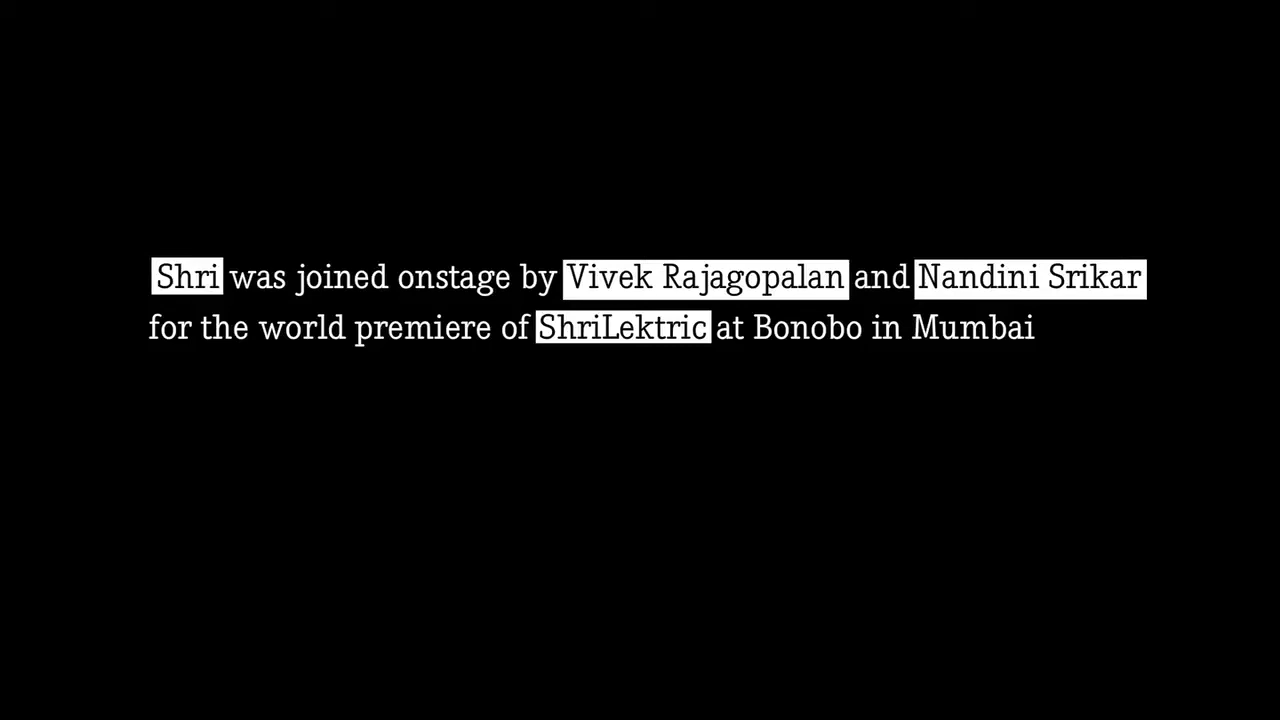 Shri was joined onstage by Vivek Rajagopalan and Nandini Srikar
for the world premiere of ShriLektric at Bonobo in Mumbai